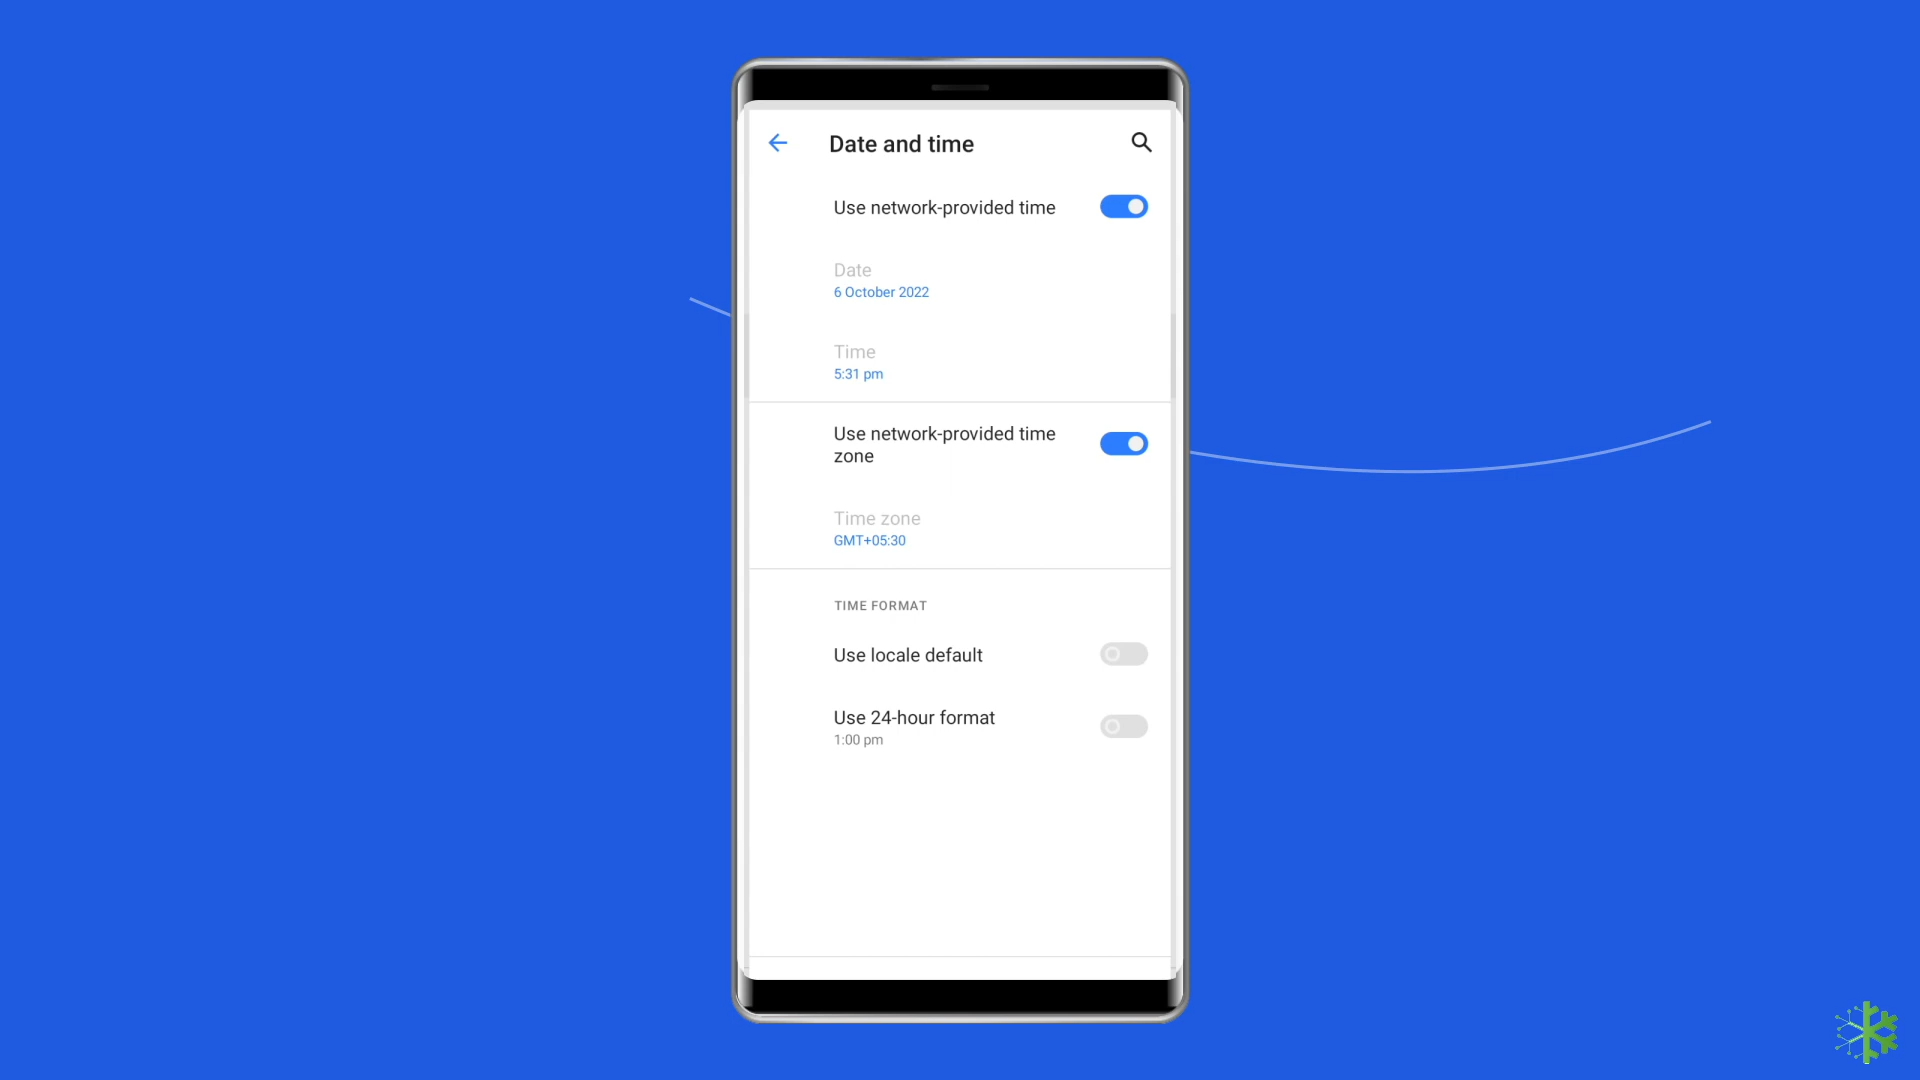 Date and time
Use network-provided time
Date
6 October 2022
Time
5:31 pm
Use network-provided time
zone
Time zone
GMT+05:30
TIME FORMAT
Use locale default
Use 24-hour format
1:00 pm